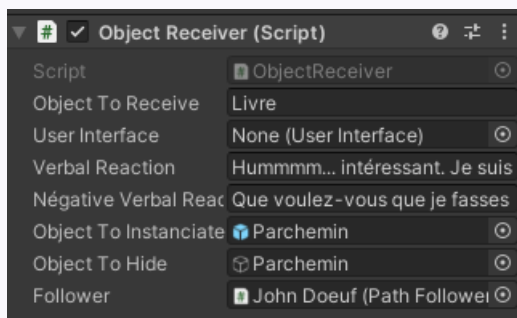 Object Receiver (Script)
Script ObjectReceiver
Object To Receive Livre
User Interface None (User Interface)
Verbal Reaction Hummmm... intéressant. Je suis
Négative Verbal Reac Que voulez-vous que je fasses
Object To Instanciate Parchemin
Object To Hide Parchemin
Follower John Doeuf (Path Follower